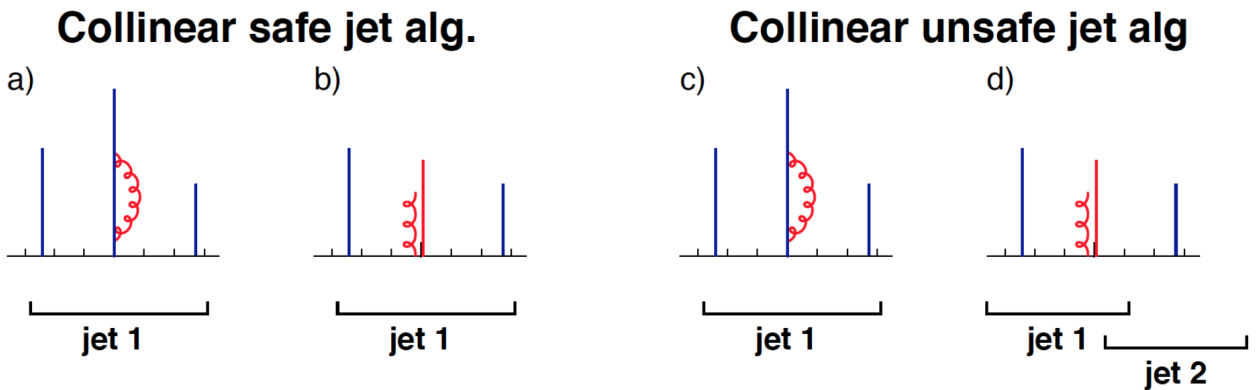 Collinear safe jet alg.
Collinear unsafe jet alg
a)
b)
c)
d)
jet 1
jet 1
jet 1
jet 1
jet 2